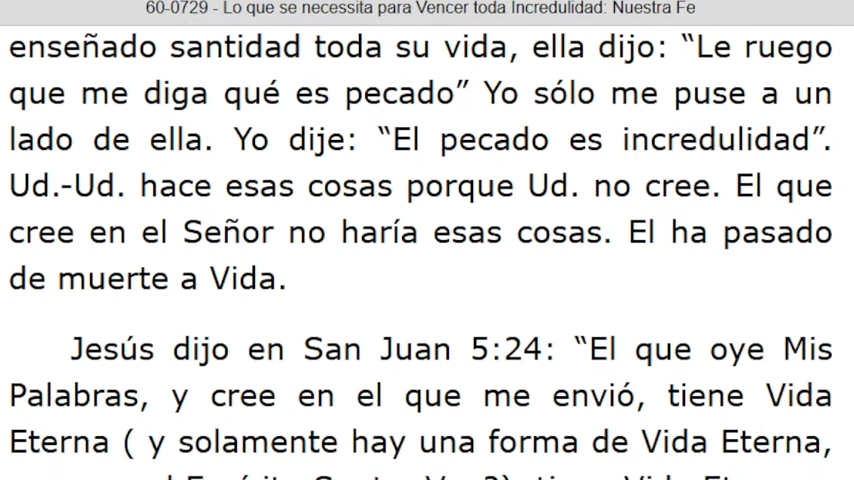 60-0729 - Lo que se necessita para Vencer toda Incredulidad: Nuestra Fe
enseñado santidad toda su vida, ella dijo: “Le ruego
que me diga qué es pecado” Yo sólo me puse a un
lado de ella. Yo dije: “El pecado es incredulidad”.
Ud.-Ud. hace esas cosas porque Ud. no cree. El que
cree en el Señor no haría esas cosas. El ha pasado
de muerte a Vida.
Jesús dijo en San Juan 5:24: “El que oye Mis
Palabras, y cree en el que me envió, tiene Vida
Eterna ( y solamente hay una forma de Vida Eterna,